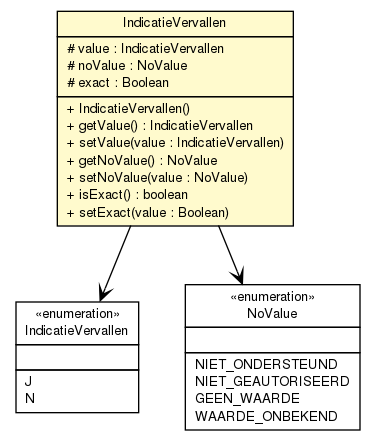 IndicatieVervallen
# value : IndicatieVervallen
# noValue : NoValue
# exact : Boolean
+ IndicatieVervallen()
+ getValue() : IndicatieVervallen
+ setValue(value : IndicatieVervallen)
+ getNoValue() : NoValue
+ setNoValue(value : NoValue)
+ isExact() : boolean
+ setExact(value : Boolean)
«enumeration»
IndicatieVervallen
J
N
«enumeration»
NoValue
NIET_ONDERSTEUND
NIET_GEAUTORISEERD
GEEN_WAARDE
WAARDE_ONBEKEND